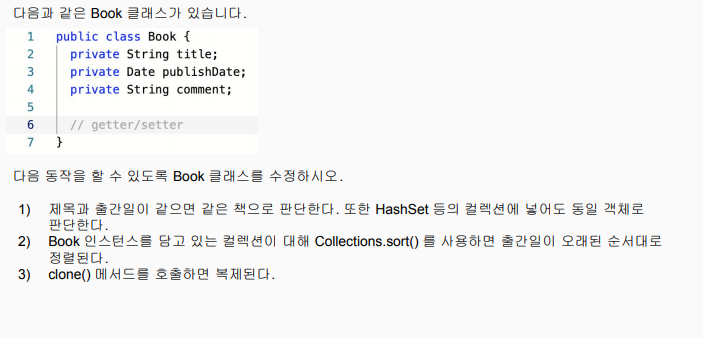 다음과 같은 Book 클래스가 있습니다.
1 public class Book {
2 private String title;
3 private Date publishDate;
4 private String comment;
5
6 // getter/setter
7 }
다음 동작을 할 수 있도록 Book 클래스를 수정하시오.
1) 제목과 출간일이 같으면 같은 책으로 판단한다. 또한 HashSet 등의 컬렉션에 넣어도 동일 객체로
판단한다.
2) Book 인스턴스를 담고 있는 컬렉션이 대해 Collections.sort() 를 사용하면 출간일이 오래된 순서대로
정렬된다.
3) clone() 메서드를 호출하면 복제된다.